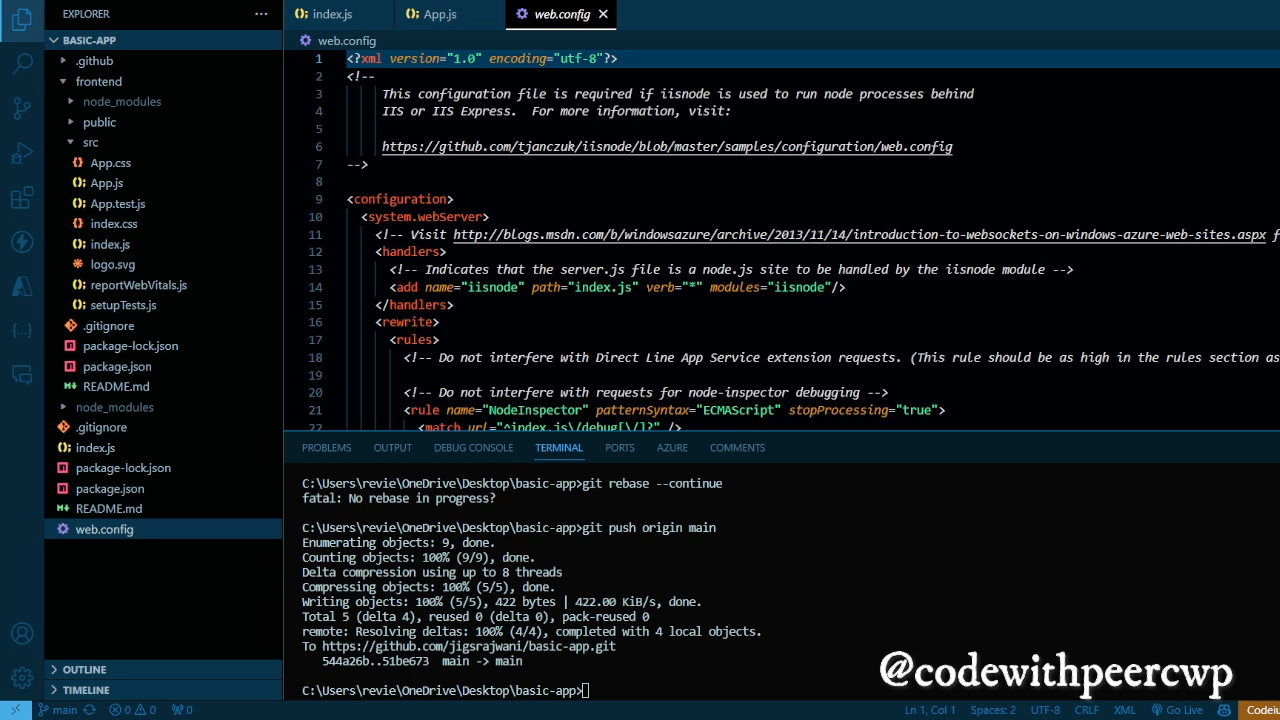 EXPLORER
BASIC-APP
.github
frontend
node_modules
public
src
App.css
App.js
App.test.js
index.css
index.js
logo.svg
reportWebVitals.js
setupTests.js
.gitignore
package-lock.json
package.json
README.md
node_modules
.gitignore
index.js
package-lock.json
package.json
README.md
web.config
OUTLINE
TIMELINE
index.js App.js web.config
web.config
1 <?xml version="1.0" encoding="utf-8"?>
2 <!--
3 This configuration file is required if iisnode is used to run node processes behind
4 IIS or IIS Express.  For more information, visit:
5
6 https://github.com/tjanczuk/iisnode/blob/master/samples/configuration/web.config
7 -->
8
9 <configuration>
10 <system.webServer>
11 <!-- Visit http://blogs.msdn.com/b/windowsazure/archive/2013/11/14/introduction-to-websockets-on-windows-azure-web-sites.aspx f
12 <handlers>
13 <!-- Indicates that the server.js file is a node.js site to be handled by the iisnode module -->
14 <add name="iisnode" path="index.js" verb="*" modules="iisnode"/>
15 </handlers>
16 <rewrite>
17 <rules>
18 <!-- Do not interfere with Direct Line App Service extension requests. (This rule should be as high in the rules section as
19
20 <!-- Do not interfere with requests for node-inspector debugging -->
21 <rule name="NodeInspector" patternSyntax="ECMAScript" stopProcessing="true">
22 <match url="^index.js\/debug[\/]?" />
PROBLEMS OUTPUT DEBUG CONSOLE TERMINAL PORTS AZURE COMMENTS
C:\Users\revie\OneDrive\Desktop\basic-app>git rebase --continue
fatal: No rebase in progress?
C:\Users\revie\OneDrive\Desktop\basic-app>git push origin main
Enumerating objects: 9, done.
Counting objects: 100% (9/9), done.
Delta compression using up to 8 threads
Compressing objects: 100% (5/5), done.
Writing objects: 100% (5/5), 422 bytes | 422.00 KiB/s, done.
Total 5 (delta 4), reused 0 (delta 0), pack-reused 0
remote: Resolving deltas: 100% (4/4), completed with 4 local objects.
To https://github.com/jigsrajwani/basic-app.git
544a26b..51be673  main -> main
C:\Users\revie\OneDrive\Desktop\basic-app>
@codewithpeercwp
main 0 0 0 Ln 1, Col 1 Spaces: 2 UTF-8 CRLF XML Go Live Codeiu